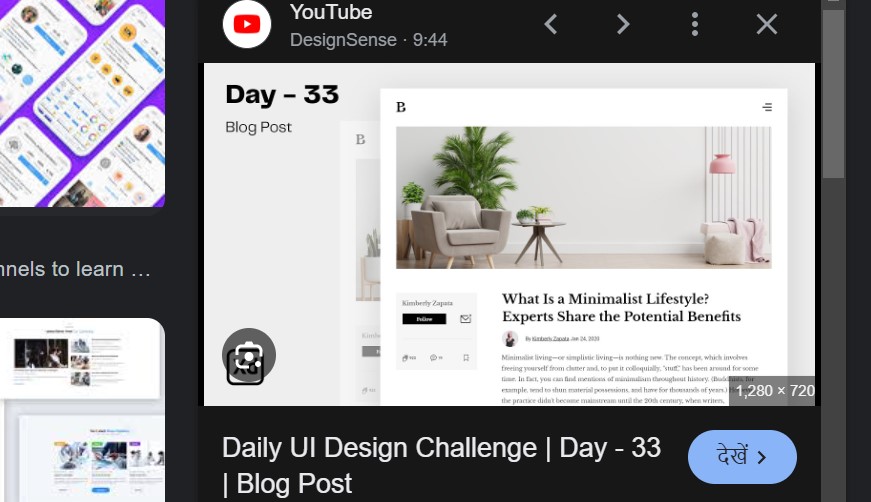 YouTube
DesignSense · 9:44
Day – 33
Blog Post
B
B
What Is a Minimalist Lifestyle?
Experts Share the Potential Benefits
By Kimberly Zapata Jan 24, 2020
Kimberly Zapata
Follow
Minimalist living—or simplistic living—is nothing new. The concept, which involves
freeing yourself from clutter and, to put it colloquially, "stuff," has been around for some
time. In fact, you can find mentions of minimalism throughout history. (Buddhists, for
example, tend to shun material possessions, and have for thousands of years.)
the practice didn't become mainstream until the 20th century, when writers,
1,280 × 720
nnels to learn ...
Daily UI Design Challenge | Day - 33
| Blog Post
देखें